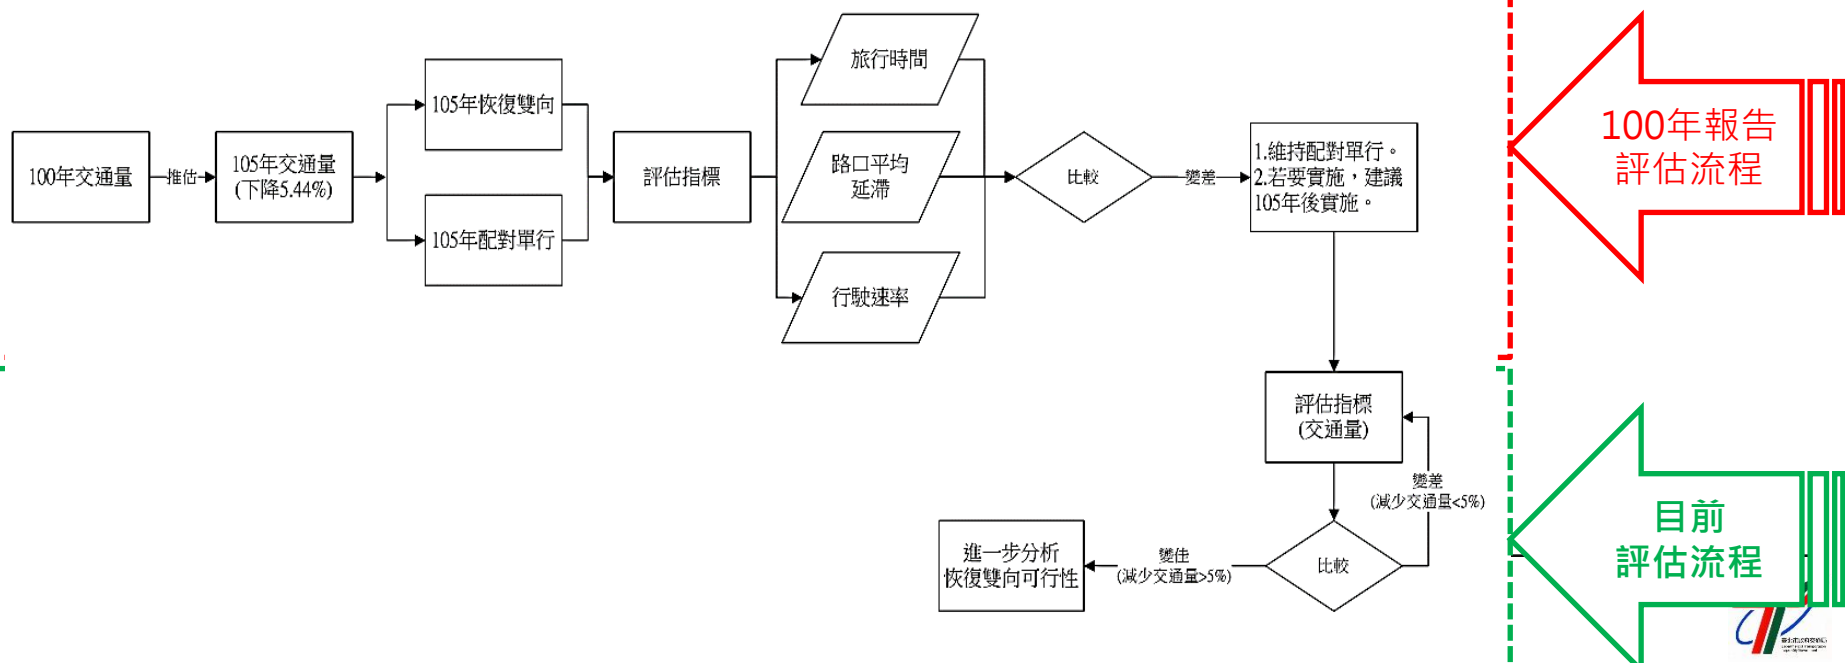 100年交通量
推估
105年交通量
(下降5.44%)
105年恢復雙向
105年配對單行
評估指標
旅行時間
路口平均
延滯
行駛速率
比較
變差
1.維持配對單行。
2.若要實施，建議
105年後實施。
100年報告
評估流程
評估指標
(交通量)
變差
(減少交通量<5%)
比較
變佳
(減少交通量>5%)
進一步分析
恢復雙向可行性
目前
評估流程